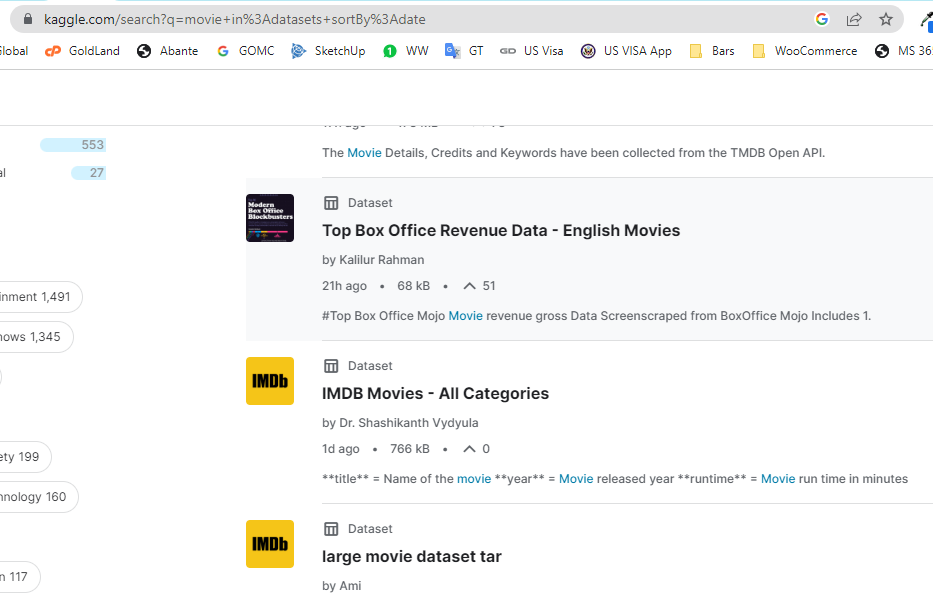 kaggle.com/search?q=movie+in%3Adatasets+sortBy%3Adate
Global GoldLand Abante GOMC SketchUp WW GT US Visa US VISA App Bars WooCommerce MS 36
553
al
27
The Movie Details, Credits and Keywords have been collected from the TMDB Open API.
Modern
Box Office
Blockbusters
Dataset
Top Box Office Revenue Data - English Movies
by Kalilur Rahman
21h ago • 68 kB • 51
#Top Box Office Mojo Movie revenue gross Data Screenscraped from BoxOffice Mojo Includes 1.
inment 1,491
hows 1,345
IMDb
Dataset
IMDB Movies - All Categories
by Dr. Shashikanth Vydyula
1d ago • 766 kB • 0
**title** = Name of the movie **year** = Movie released year **runtime** = Movie run time in minutes
ety 199
hnology 160
IMDb
Dataset
large movie dataset tar
by Ami
n 117